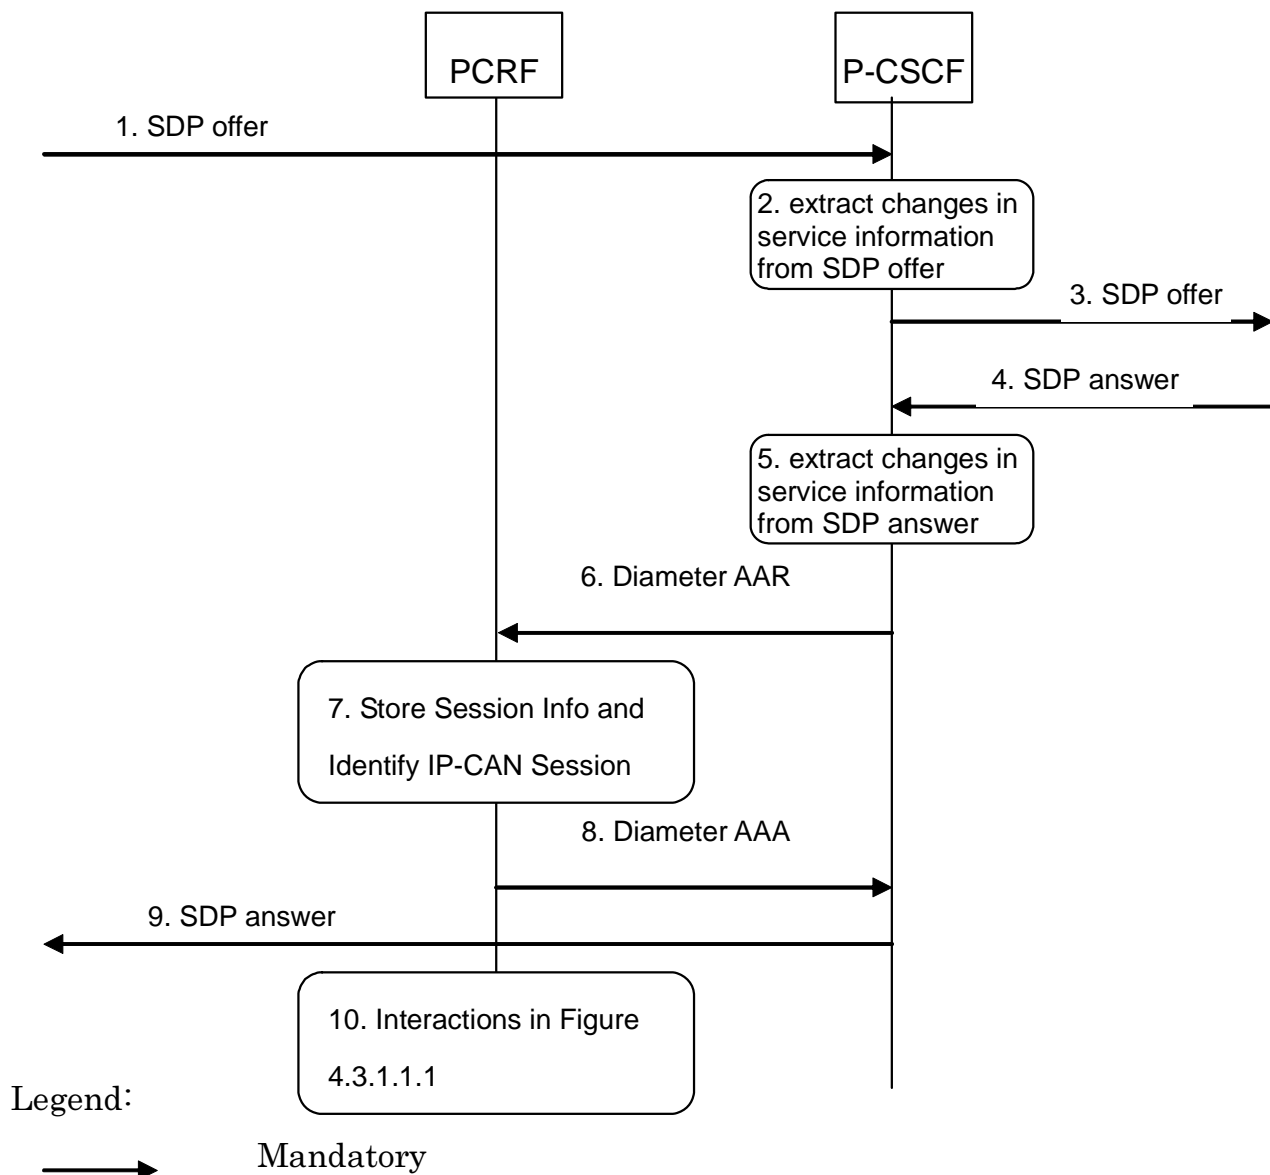 PCRF
P-CSCF
1. SDP offer
2. extract changes in
service information
from SDP offer
3. SDP offer
4. SDP answer
5. extract changes in
service information
from SDP answer
6. Diameter AAR
7. Store Session Info and
Identify IP-CAN Session
8. Diameter AAA
9. SDP answer
10. Interactions in Figure
4.3.1.1.1
Legend:
Mandatory